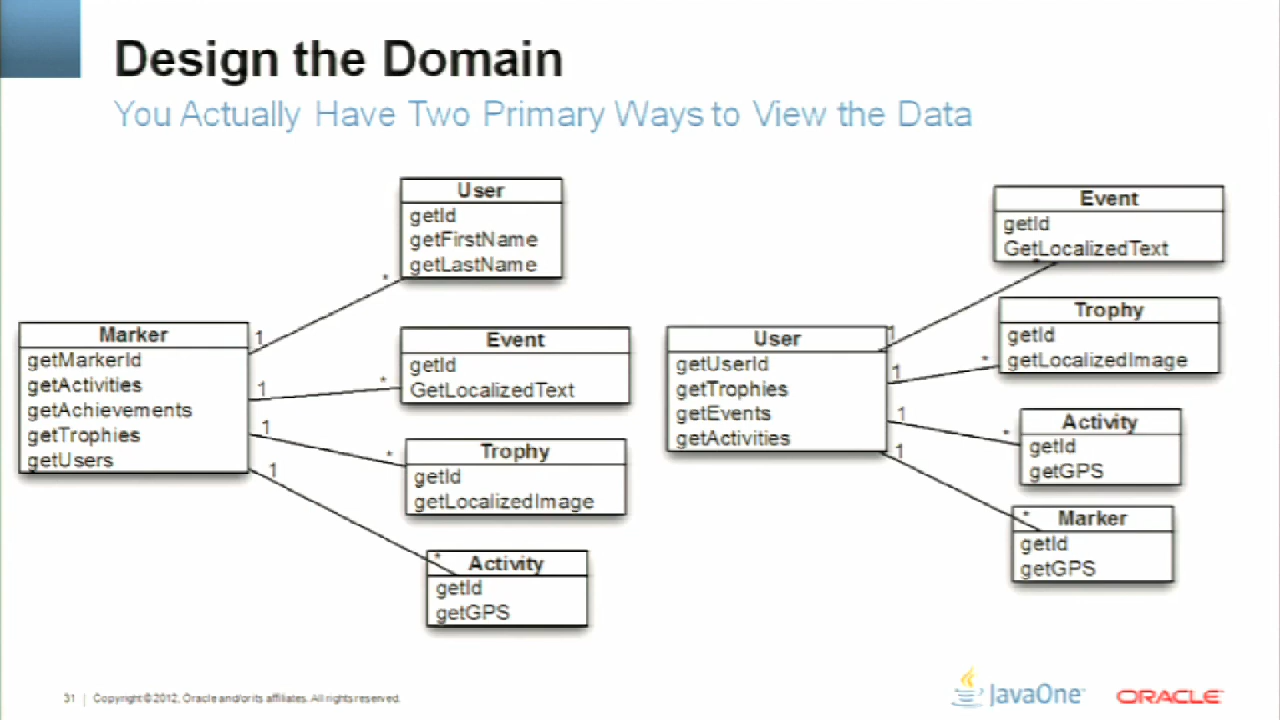 Design the Domain
You Actually Have Two Primary Ways to View the Data
User
getId
getFirstName
getLastName
*
1
Marker
getMarkerId
getActivities
getAchievements
getTrophies
getUsers
1
*
Event
getId
GetLocalizedText
1
*
Trophy
getId
getLocalizedImage
1
*
Activity
getId
getGPS
Event
getId
GetLocalizedText
*
1
User
getUserId
getTrophies
getEvents
getActivities
1
*
Trophy
getId
getLocalizedImage
1
*
Activity
getId
getGPS
1
*
Marker
getId
getGPS
31 | Copyright © 2012, Oracle and/or its affiliates. All rights reserved.
JavaOne
ORACLE